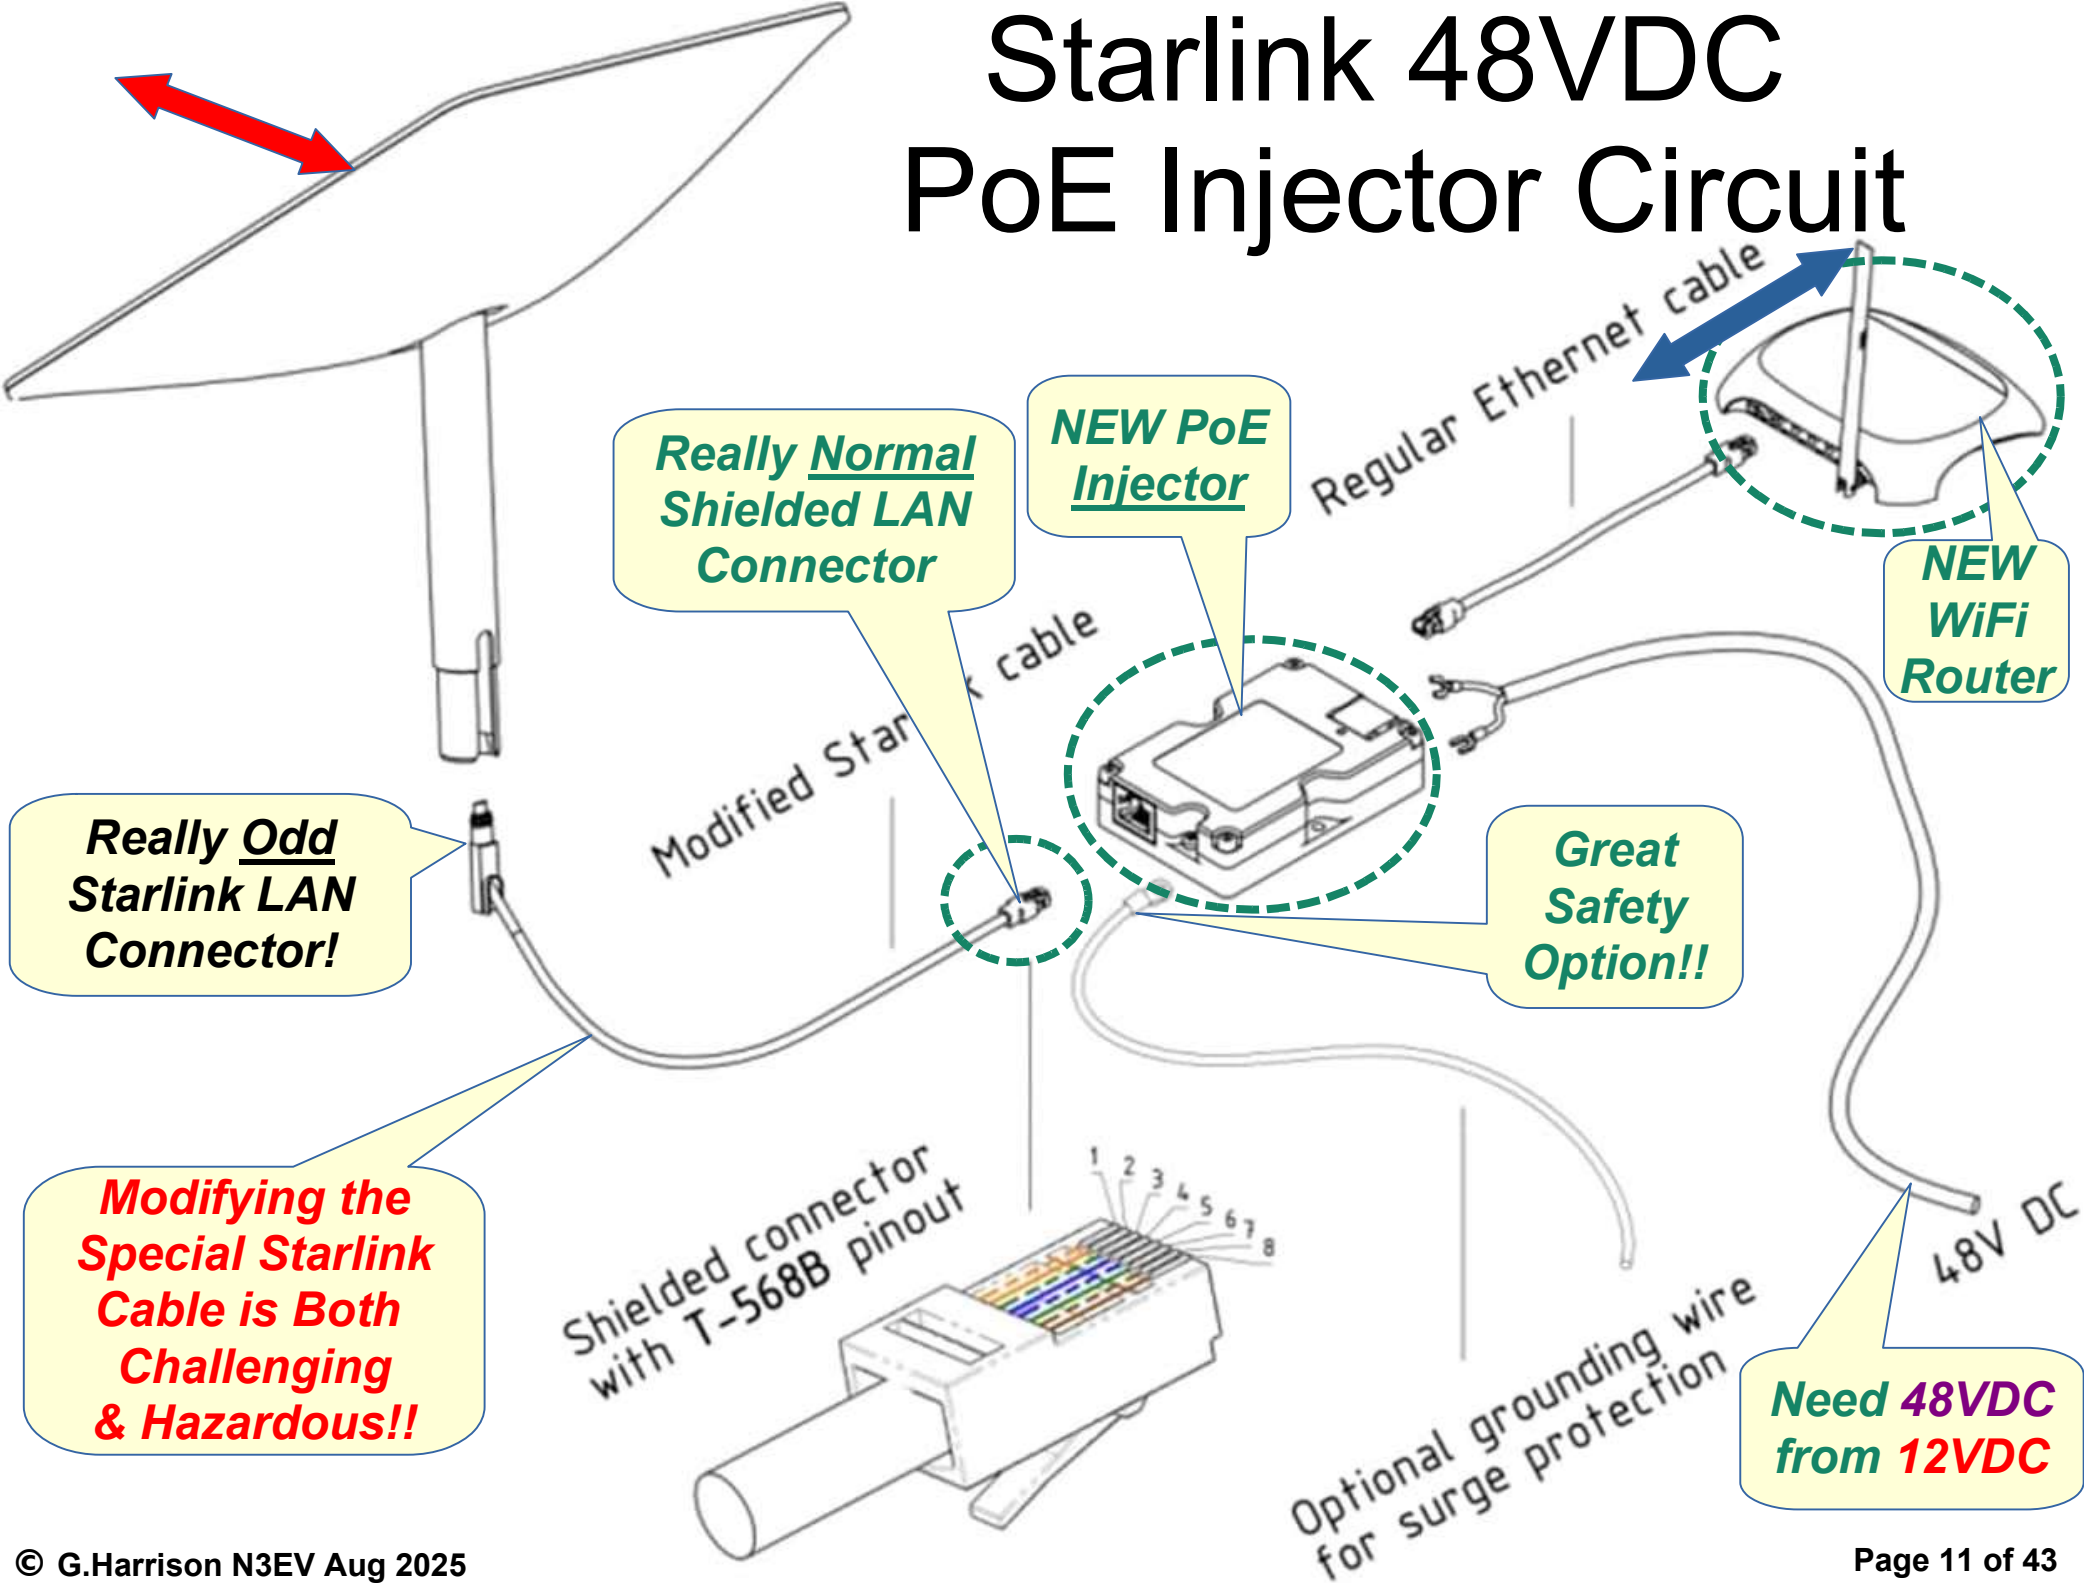 Starlink 48VDC
PoE Injector Circuit
Regular Ethernet cable
NEW PoE
Injector
Really Normal
Shielded LAN
Connector
NEW
WiFi
Router
Modified Star k cable
Really Odd
Starlink LAN
Connector!
Great
Safety
Option!!
Modifying the
Special Starlink
Cable is Both
Challenging
& Hazardous!!
Shielded connector
with T-568B pinout
1 2 3 4 5 6 7 8
48V DC
Optional grounding wire
for surge protection
Need 48VDC
from 12VDC
© G.Harrison N3EV Aug 2025
Page 11 of 43